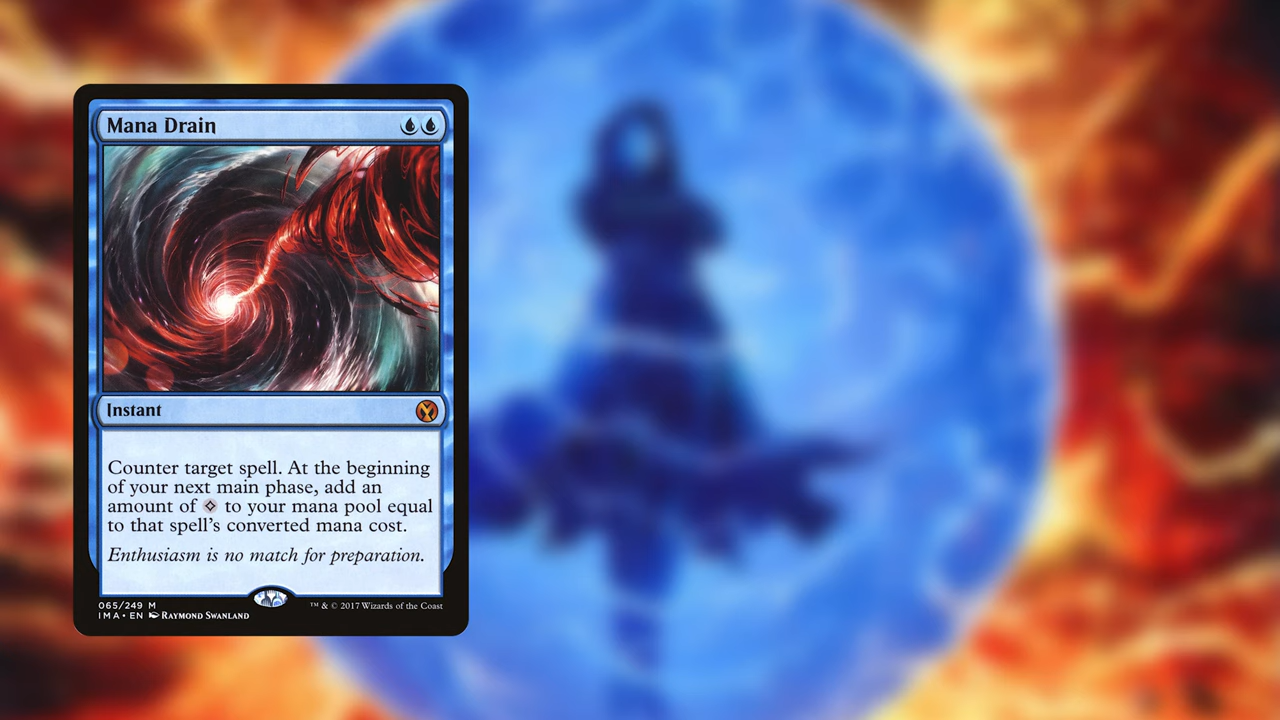 Mana Drain
Instant
Counter target spell. At the beginning
of your next main phase, add an
amount of to your mana pool equal
to that spell's converted mana cost.
Enthusiasm is no match for preparation.
065/249 M
IMA • EN Raymond Swanland
™ & © 2017 Wizards of the Coast